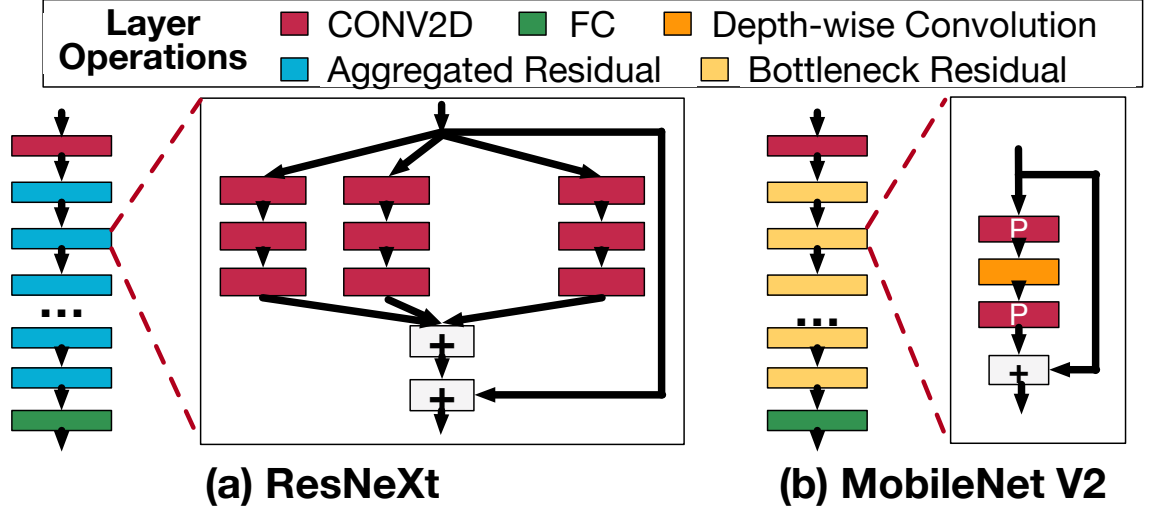 Layer
Operations
CONV2D
FC
Depth-wise Convolution
Aggregated Residual
Bottleneck Residual
...
+
+
(a) ResNeXt
...
P
P
+
(b) MobileNet V2